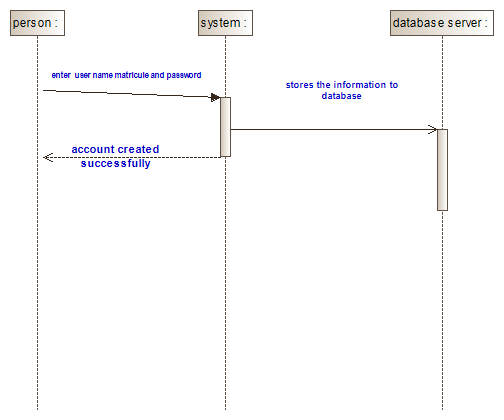 person :
system :
database server :
enter user name matricule and password
stores the information to
database
account created
successfully